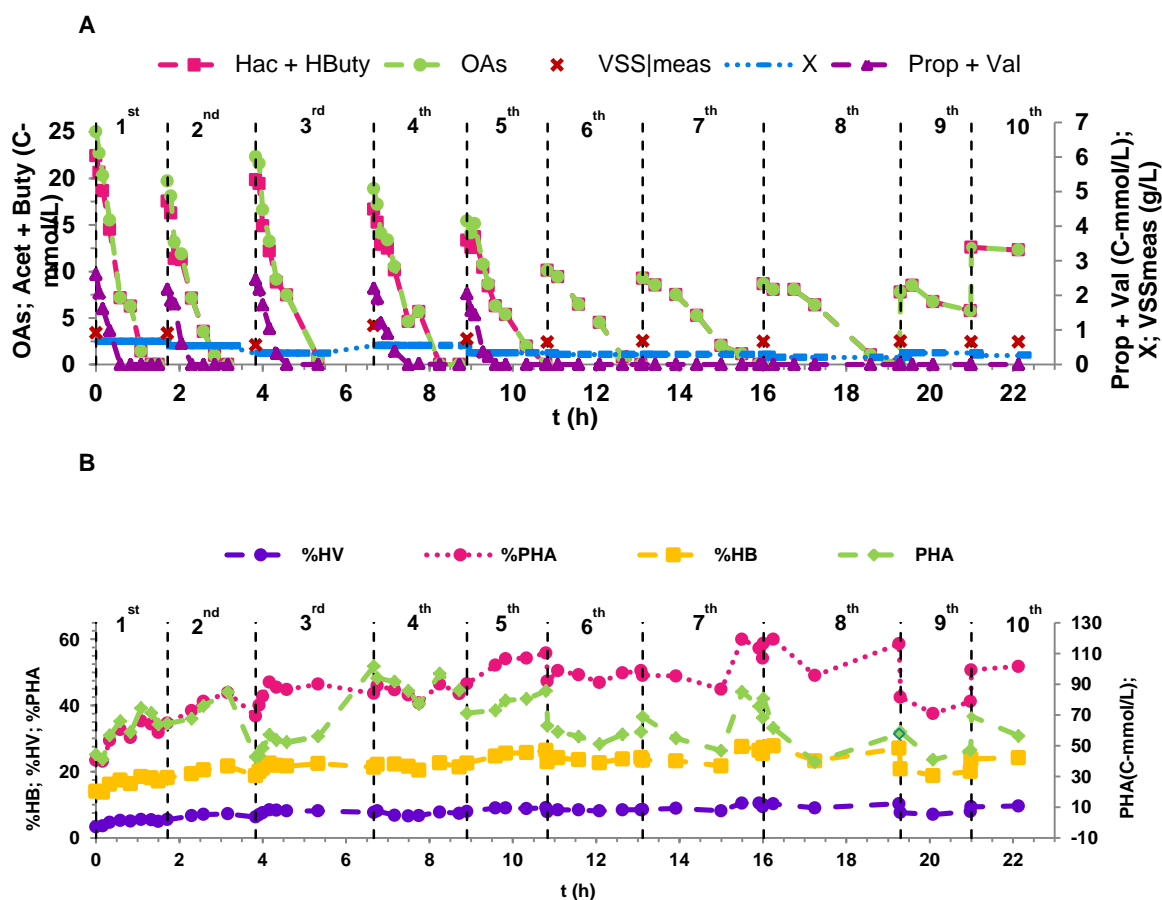 A
Hac + HButy OAs VSS|meas X Prop + Val
1st 2nd 3rd 4th 5th 6th 7th 8th 9th 10th
OAs; Acet + Buty (C-
mmol/L)
25
20
15
10
5
0
7
6
5
4
3
2
1
0
Prop + Val (C-mmol/L);
X; VSSmeas (g/L)
0 2 4 6 8 10 12 14 16 18 20 22
t (h)
B
%HV %PHA %HB PHA
1st 2nd 3rd 4th 5th 6th 7th 8th 9th 10th
%HB; %HV; %PHA
60
40
20
0
130
110
90
70
50
30
10
-10
PHA(C-mmol/L);
0 2 4 6 8 10 12 14 16 18 20 22
t (h)